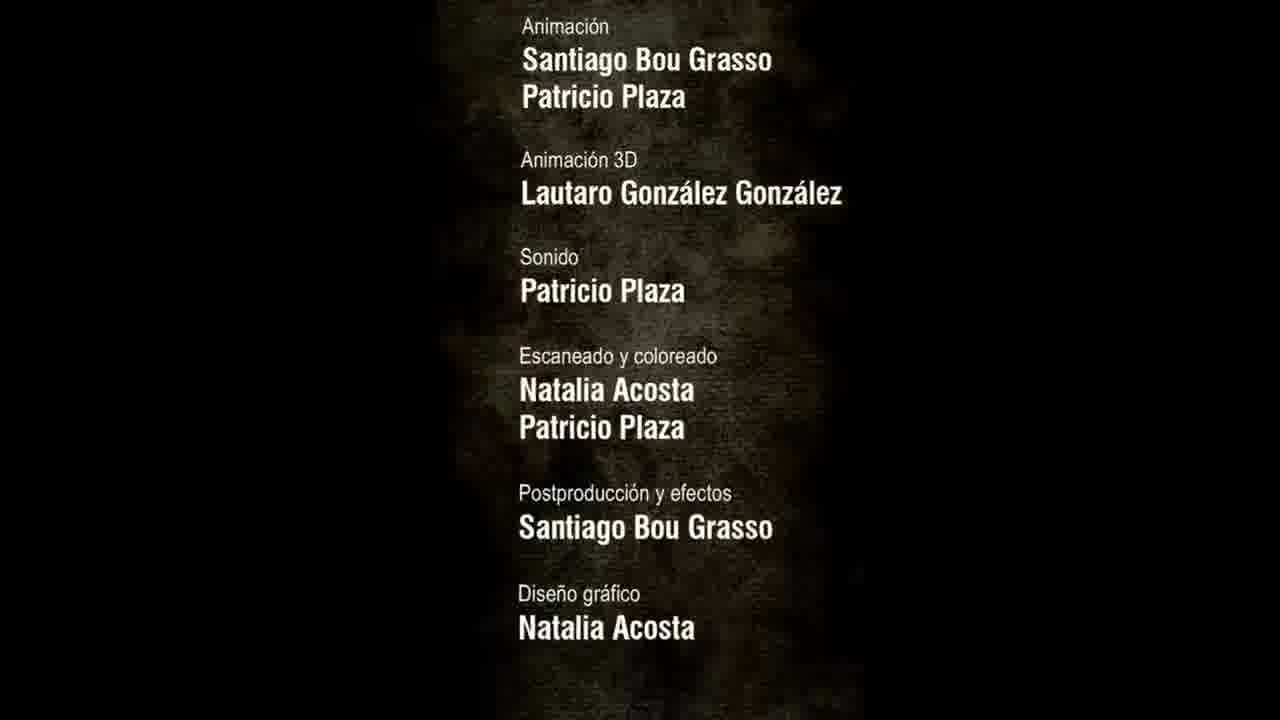 Animación
Santiago Bou Grasso
Patricio Plaza
Animación 3D
Lautaro González González
Sonido
Patricio Plaza
Escaneado y coloreado
Natalia Acosta
Patricio Plaza
Postproducción y efectos
Santiago Bou Grasso
Diseño gráfico
Natalia Acosta